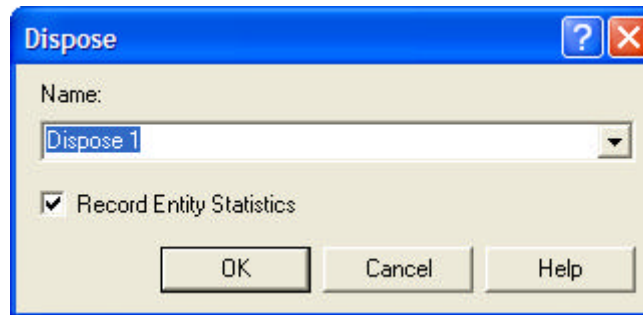 Dispose
Name:
Dispose 1
Record Entity Statistics
OK Cancel Help